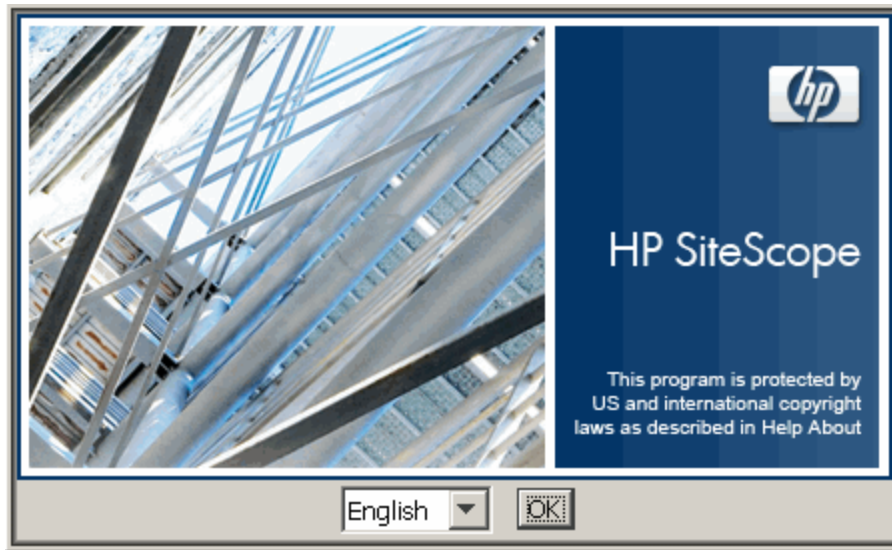 hp
HP SiteScope
This program is protected by
US and international copyright
laws as described in Help About
English
OK